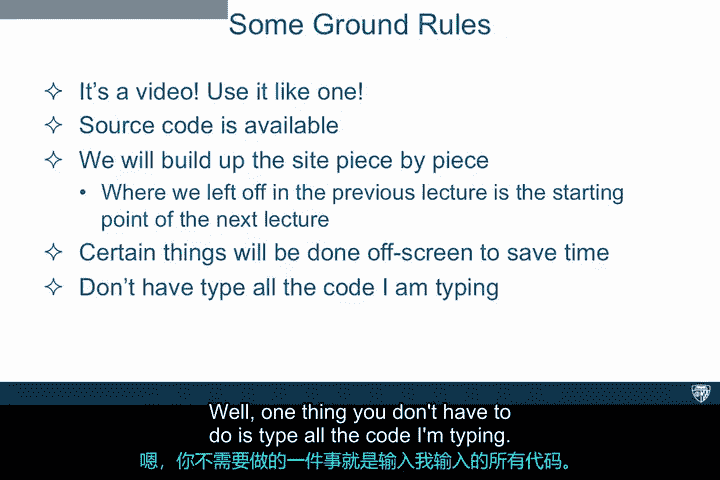 Some Ground Rules
It's a video! Use it like one!
Source code is available
We will build up the site piece by piece
Where we left off in the previous lecture is the starting
point of the next lecture
Certain things will be done off-screen to save time
Don't have type all the code I am typing
Well, one thing you don't have to
do is type all the code I'm typing.
嗯，你不需要做的一件事就是输入我输入的所有代码。